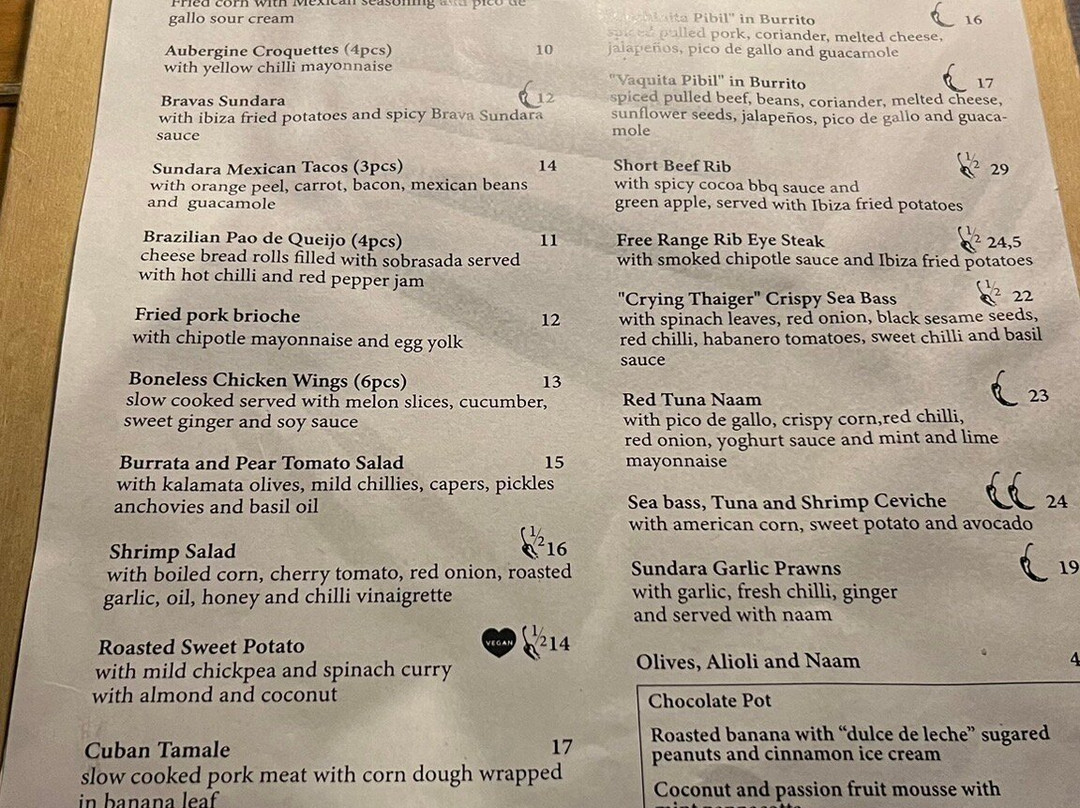 Fried corn with Mexican seasoning and pico de
gallo sour cream
Aubergine Croquettes (4pcs) 10
with yellow chilli mayonnaise
Bravas Sundara 12
with ibiza fried potatoes and spicy Brava Sundara
sauce
Sundara Mexican Tacos (3pcs) 14
with orange peel, carrot, bacon, mexican beans
and guacamole
Brazilian Pao de Queijo (4pcs) 11
cheese bread rolls filled with sobrasada served
with hot chilli and red pepper jam
Fried pork brioche 12
with chipotle mayonnaise and egg yolk
Boneless Chicken Wings (6pcs) 13
slow cooked served with melon slices, cucumber,
sweet ginger and soy sauce
Burrata and Pear Tomato Salad 15
with kalamata olives, mild chillies, capers, pickles
anchovies and basil oil
Shrimp Salad ½ 16
with boiled corn, cherry tomato, red onion, roasted
garlic, oil, honey and chilli vinaigrette
Roasted Sweet Potato VEGAN ½ 14
with mild chickpea and spinach curry
with almond and coconut
Cuban Tamale 17
slow cooked pork meat with corn dough wrapped
in banana leaf
Pibil" in Burrito 16
spiced pulled pork, coriander, melted cheese,
jalapeños, pico de gallo and guacamole
"Vaquita Pibil" in Burrito 17
spiced pulled beef, beans, coriander, melted cheese,
sunflower seeds, jalapeños, pico de gallo and guaca-
mole
Short Beef Rib ½ 29
with spicy cocoa bbq sauce and
green apple, served with Ibiza fried potatoes
Free Range Rib Eye Steak ½ 24,5
with smoked chipotle sauce and Ibiza fried potatoes
"Crying Thaiger" Crispy Sea Bass ½ 22
with spinach leaves, red onion, black sesame seeds,
red chilli, habanero tomatoes, sweet chilli and basil
sauce
Red Tuna Naam 23
with pico de gallo, crispy corn,red chilli,
red onion, yoghurt sauce and mint and lime
mayonnaise
Sea bass, Tuna and Shrimp Ceviche 24
with american corn, sweet potato and avocado
Sundara Garlic Prawns 19
with garlic, fresh chilli, ginger
and served with naam
Olives, Alioli and Naam 4
Chocolate Pot
Roasted banana with “dulce de leche” sugared
peanuts and cinnamon ice cream
Coconut and passion fruit mousse with